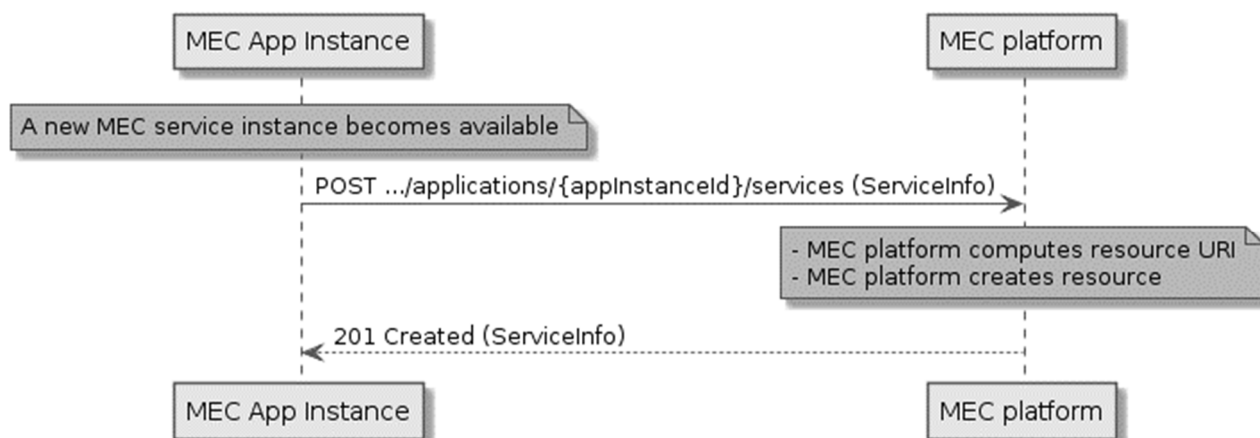 MEC App Instance
MEC platform
A new MEC service instance becomes available
POST .../applications/{appInstanceId}/services (ServiceInfo)
- MEC platform computes resource URI
- MEC platform creates resource
201 Created (ServiceInfo)
MEC App Instance
MEC platform